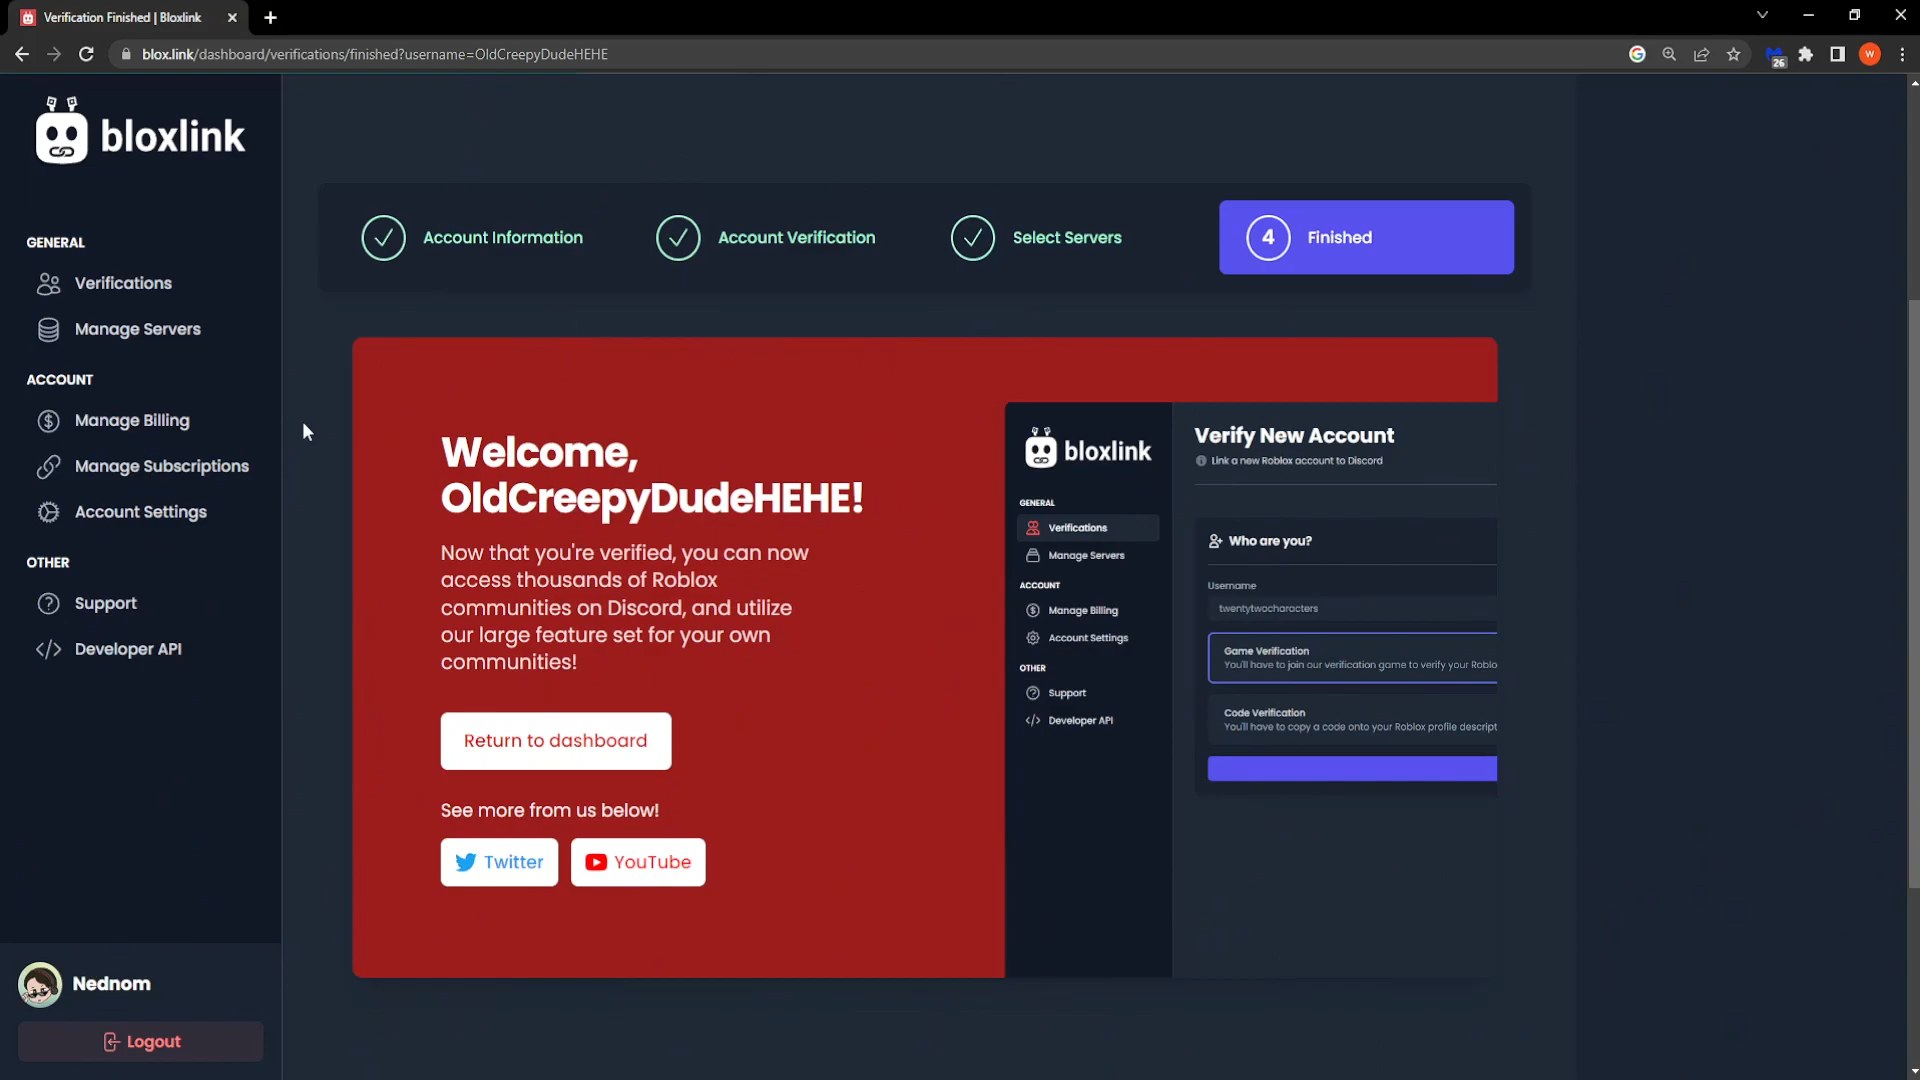 Verification Finished | Bloxlink
blox.link/dashboard/verifications/finished?username=OldCreepyDudeHEHE
26
W
bloxlink
GENERAL
Verifications
Manage Servers
ACCOUNT
Manage Billing
Manage Subscriptions
Account Settings
OTHER
Support
Developer API
Nednom
Logout
Account Information
Account Verification
Select Servers
4 Finished
Welcome,
OldCreepyDudeHEHE!
Now that you're verified, you can now
access thousands of Roblox
communities on Discord, and utilize
our large feature set for your own
communities!
Return to dashboard
See more from us below!
Twitter
YouTube
bloxlink
GENERAL
Verifications
Manage Servers
ACCOUNT
Manage Billing
Account Settings
OTHER
Support
Developer API
Verify New Account
Link a new Roblox account to Discord
Who are you?
Username
twentytwocharacters
Game Verification
You'll have to join our verification game to verify your Roblo
Code Verification
You'll have to copy a code onto your Roblox profile descript